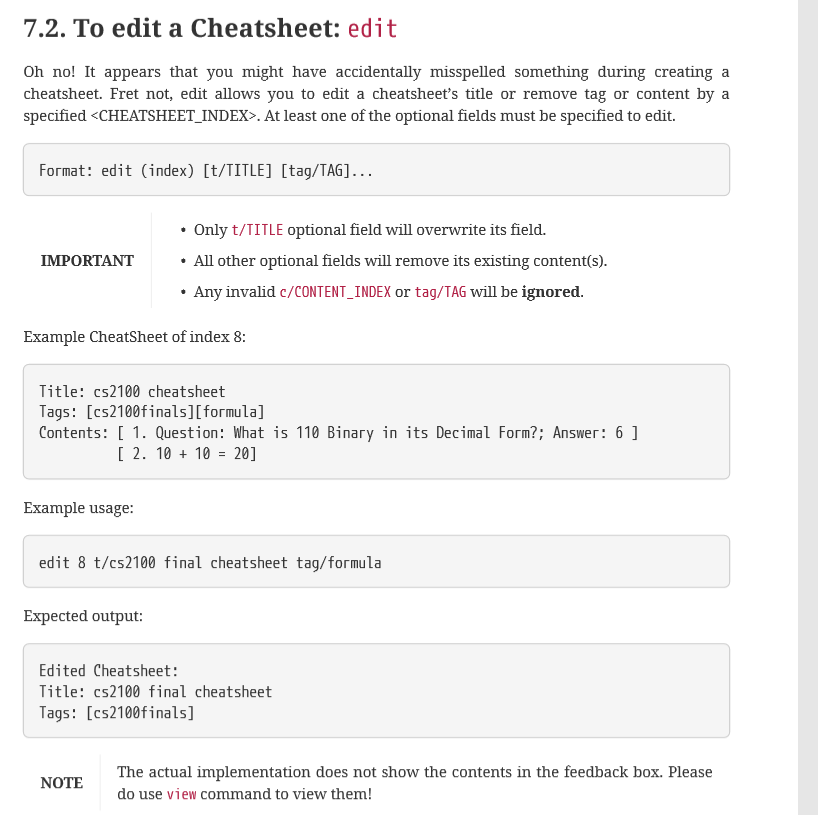 7.2. To edit a Cheatsheet: edit
Oh no! It appears that you might have accidentally misspelled something during creating a
cheatsheet. Fret not, edit allows you to edit a cheatsheet’s title or remove tag or content by a
specified <CHEATSHEET_INDEX>. At least one of the optional fields must be specified to edit.
Format: edit (index) [t/TITLE] [tag/TAG]...
IMPORTANT
• Only t/TITLE optional field will overwrite its field.
• All other optional fields will remove its existing content(s).
• Any invalid c/CONTENT_INDEX or tag/TAG will be ignored.
Example CheatSheet of index 8:
Title: cs2100 cheatsheet
Tags: [cs2100finals][formula]
Contents: [ 1. Question: What is 110 Binary in its Decimal Form?; Answer: 6 ]
[ 2. 10 + 10 = 20]
Example usage:
edit 8 t/cs2100 final cheatsheet tag/formula
Expected output:
Edited Cheatsheet:
Title: cs2100 final cheatsheet
Tags: [cs2100finals]
NOTE
The actual implementation does not show the contents in the feedback box. Please
do use view command to view them!